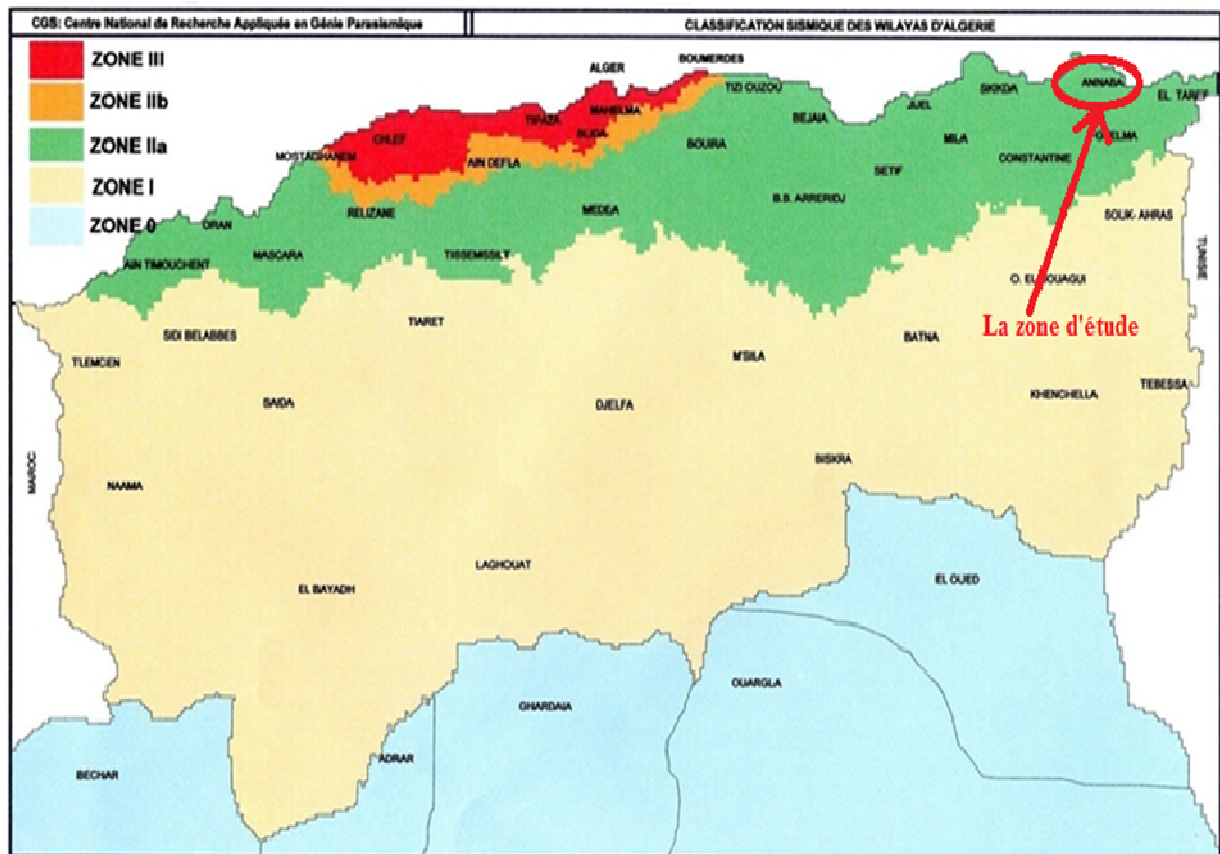 CGS: Centre National de Recherche Appliquée en Génie Parasismique
CLASSIFICATION SISMIQUE DES WILAYAS D'ALGERIE
ZONE III
ZONE IIb
ZONE IIa
ZONE I
ZONE 0
BOUMERDES
ALGER
TIZI OUZOU
ANNABA
SKIKDA
EL TAREF
JIJEL
MAHELMA
TIPAZA
BLIDA
BEJAIA
CHLEF
MILA
GUELMA
BOUIRA
MOSTAGHANEM
AIN DEFLA
CONSTANTINE
SETIF
B.B. ARRERIDJ
RELIZANE
MEDEA
SOUK- AHRAS
ORAN
MASCARA
TISSEMSSILT
AIN TIMOUCHENT
TUNISIE
O. EL BOUAGUI
TIARET
La zone d'étude
SIDI BELABBES
BATNA
TLEMCEN
M'SILA
TEBESSA
KHENCHELLA
SAIDA
DJELFA
BISKRA
MAROC
NAAMA
LAGHOUAT
EL BAYADH
EL OUED
OUARGLA
GHARDAIA
ADRAR
BECHAR